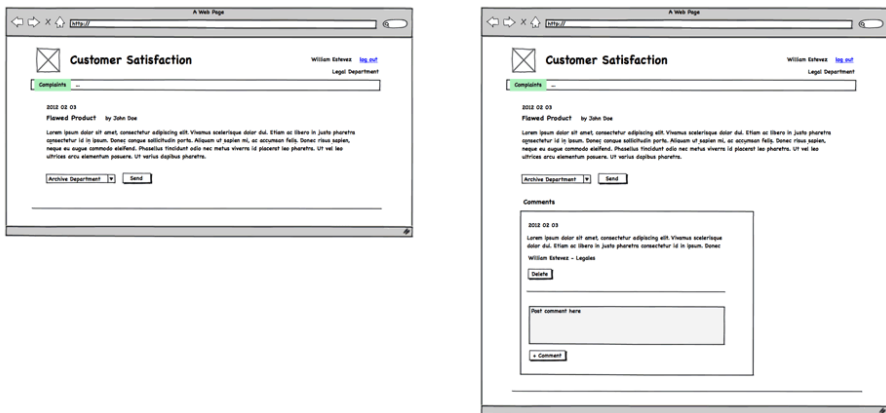 A Web Page
http://
Customer Satisfaction
William Estevez log out
Legal Department
Complaints ...
2012 02 03
Flawed Product by John Doe
Lorem ipsum dolor sit amet, consectetur adipiscing elit. Vivamus scelerisque dolor dui. Etiam ac libero in justo pharetra
consectetur id in ipsum. Donec congue sollicitudin porta. Aliquam ut sapien mi, ac accumsan felis. Donec risus sapien,
neque eu augue commodo eleifend. Phasellus tincidunt odio nec metus viverra id placerat leo pharetra. Ut vel leo
ultrices arcu elementum posuere. Ut varius dapibus pharetra.
Archive Department Send
A Web Page
http://
Customer Satisfaction
William Estevez log out
Legal Department
Complaints ...
2012 02 03
Flawed Product by John Doe
Lorem ipsum dolor sit amet, consectetur adipiscing elit. Vivamus scelerisque dolor dui. Etiam ac libero in justo pharetra
consectetur id in ipsum. Donec congue sollicitudin porta. Aliquam ut sapien mi, ac accumsan felis. Donec risus sapien,
neque eu augue commodo eleifend. Phasellus tincidunt odio nec metus viverra id placerat leo pharetra. Ut vel leo
ultrices arcu elementum posuere. Ut varius dapibus pharetra.
Archive Department Send
Comments
2012 02 03
Lorem ipsum dolor sit amet, consectetur adipiscing elit. Vivamus scelerisque
dolor dui. Etiam ac libero in justo pharetra consectetur id in ipsum. Donec
William Estevez - Legales
Delete
Post comment here
+ Comment